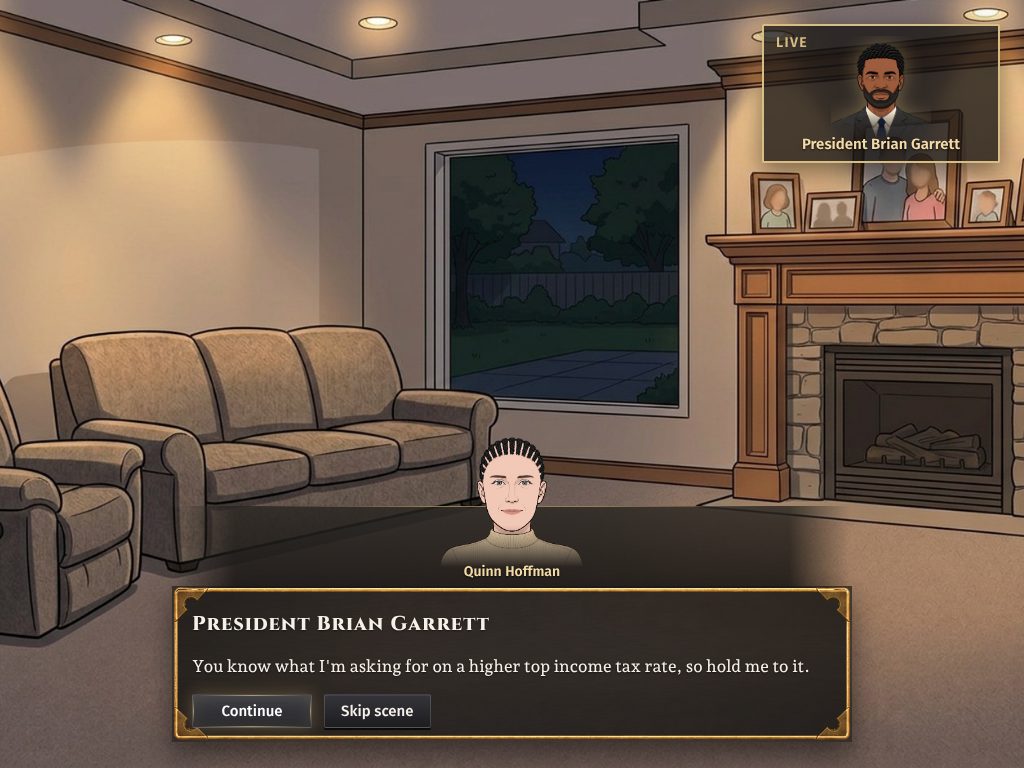 LIVE
President Brian Garrett
Quinn Hoffman
President Brian Garrett
You know what I'm asking for on a higher top income tax rate, so hold me to it.
Continue
Skip scene